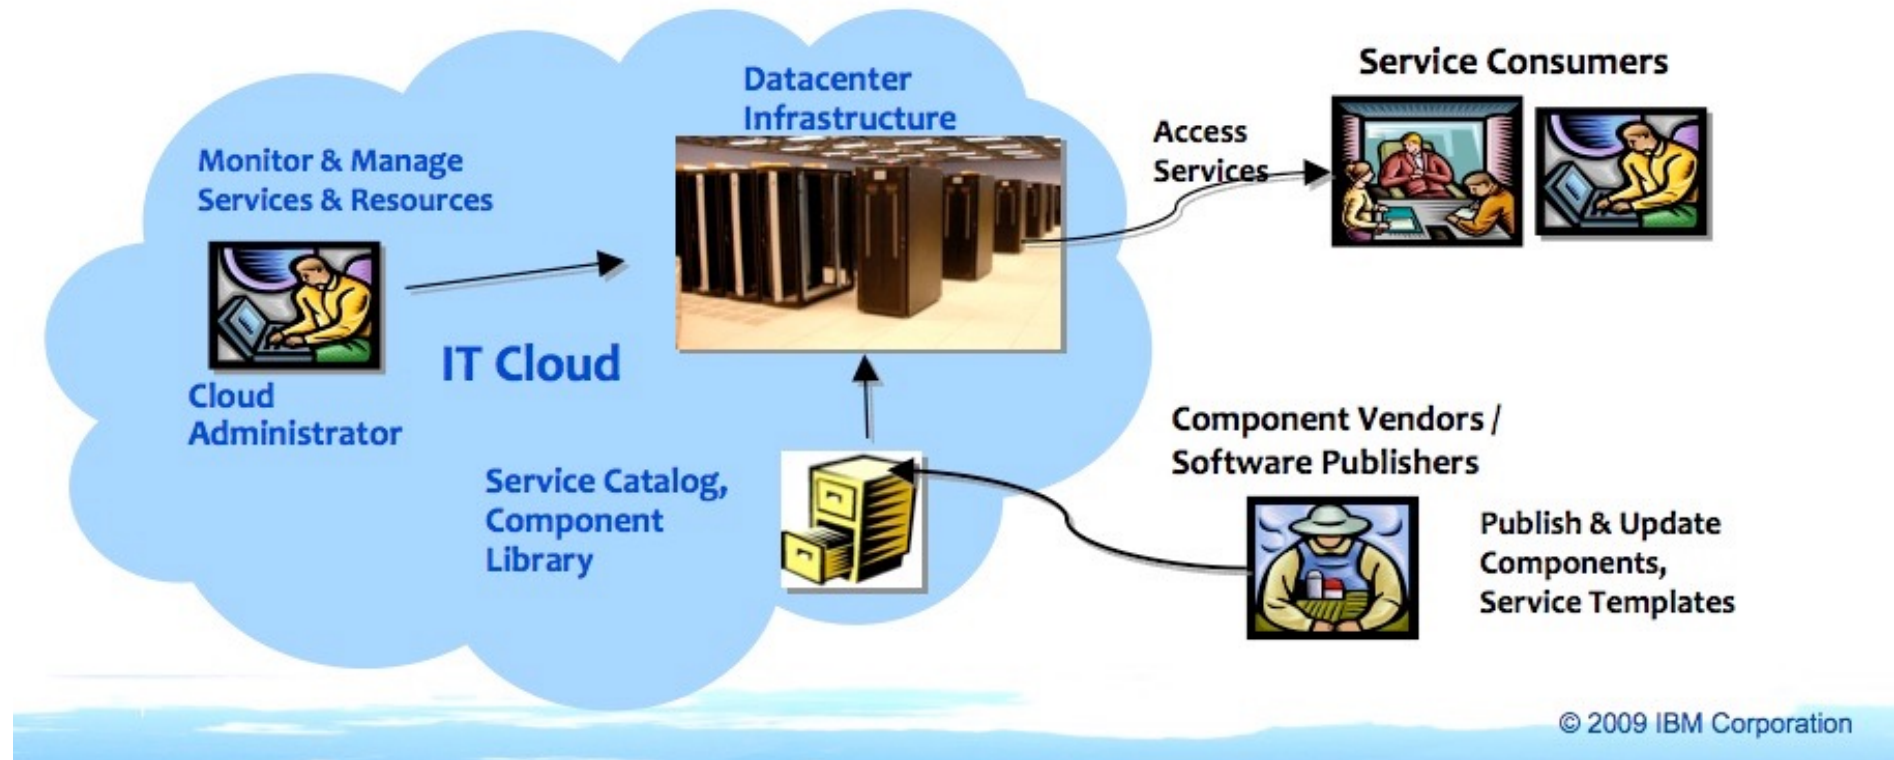 Datacenter
Infrastructure
Monitor & Manage
Services & Resources
Cloud
Administrator
IT Cloud
Service Catalog,
Component
Library
Access
Services
Service Consumers
Component Vendors /
Software Publishers
Publish & Update
Components,
Service Templates
© 2009 IBM Corporation